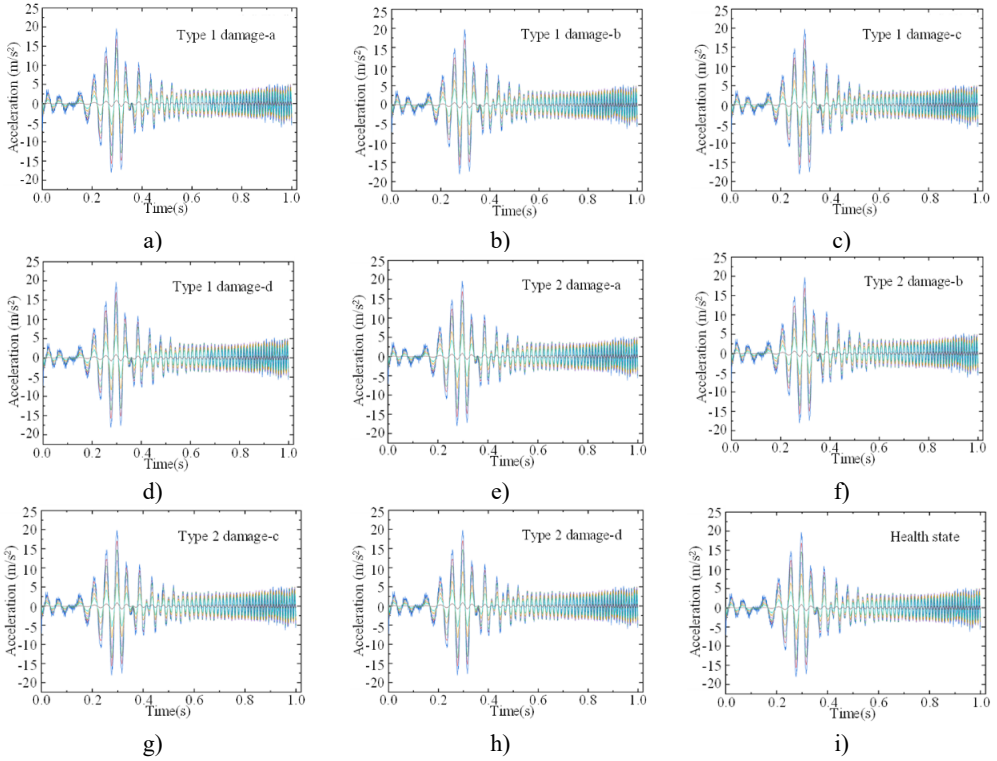 25
20
15
10
5
0
-5
-10
-15
-20
Acceleration (m/s²)
Type 1 damage-a
0.0 0.2 0.4 0.6 0.8 1.0
Time(s)
a)
25
20
15
10
5
0
-5
-10
-15
-20
Acceleration (m/s²)
Type 1 damage-b
0.0 0.2 0.4 0.6 0.8 1.0
Time(s)
b)
25
20
15
10
5
0
-5
-10
-15
-20
Acceleration (m/s²)
Type 1 damage-c
0.0 0.2 0.4 0.6 0.8 1.0
Time(s)
c)
25
20
15
10
5
0
-5
-10
-15
-20
Acceleration (m/s²)
Type 1 damage-d
0.0 0.2 0.4 0.6 0.8 1.0
Time(s)
d)
25
20
15
10
5
0
-5
-10
-15
-20
Acceleration (m/s²)
Type 2 damage-a
0.0 0.2 0.4 0.6 0.8 1.0
Time(s)
e)
25
20
15
10
5
0
-5
-10
-15
-20
Acceleration (m/s²)
Type 2 damage-b
0.0 0.2 0.4 0.6 0.8 1.0
Time(s)
f)
25
20
15
10
5
0
-5
-10
-15
-20
Acceleration (m/s²)
Type 2 damage-c
0.0 0.2 0.4 0.6 0.8 1.0
Time(s)
g)
25
20
15
10
5
0
-5
-10
-15
-20
Acceleration (m/s²)
Type 2 damage-d
0.0 0.2 0.4 0.6 0.8 1.0
Time(s)
h)
25
20
15
10
5
0
-5
-10
-15
-20
Acceleration (m/s²)
Health state
0.0 0.2 0.4 0.6 0.8 1.0
Time(s)
i)